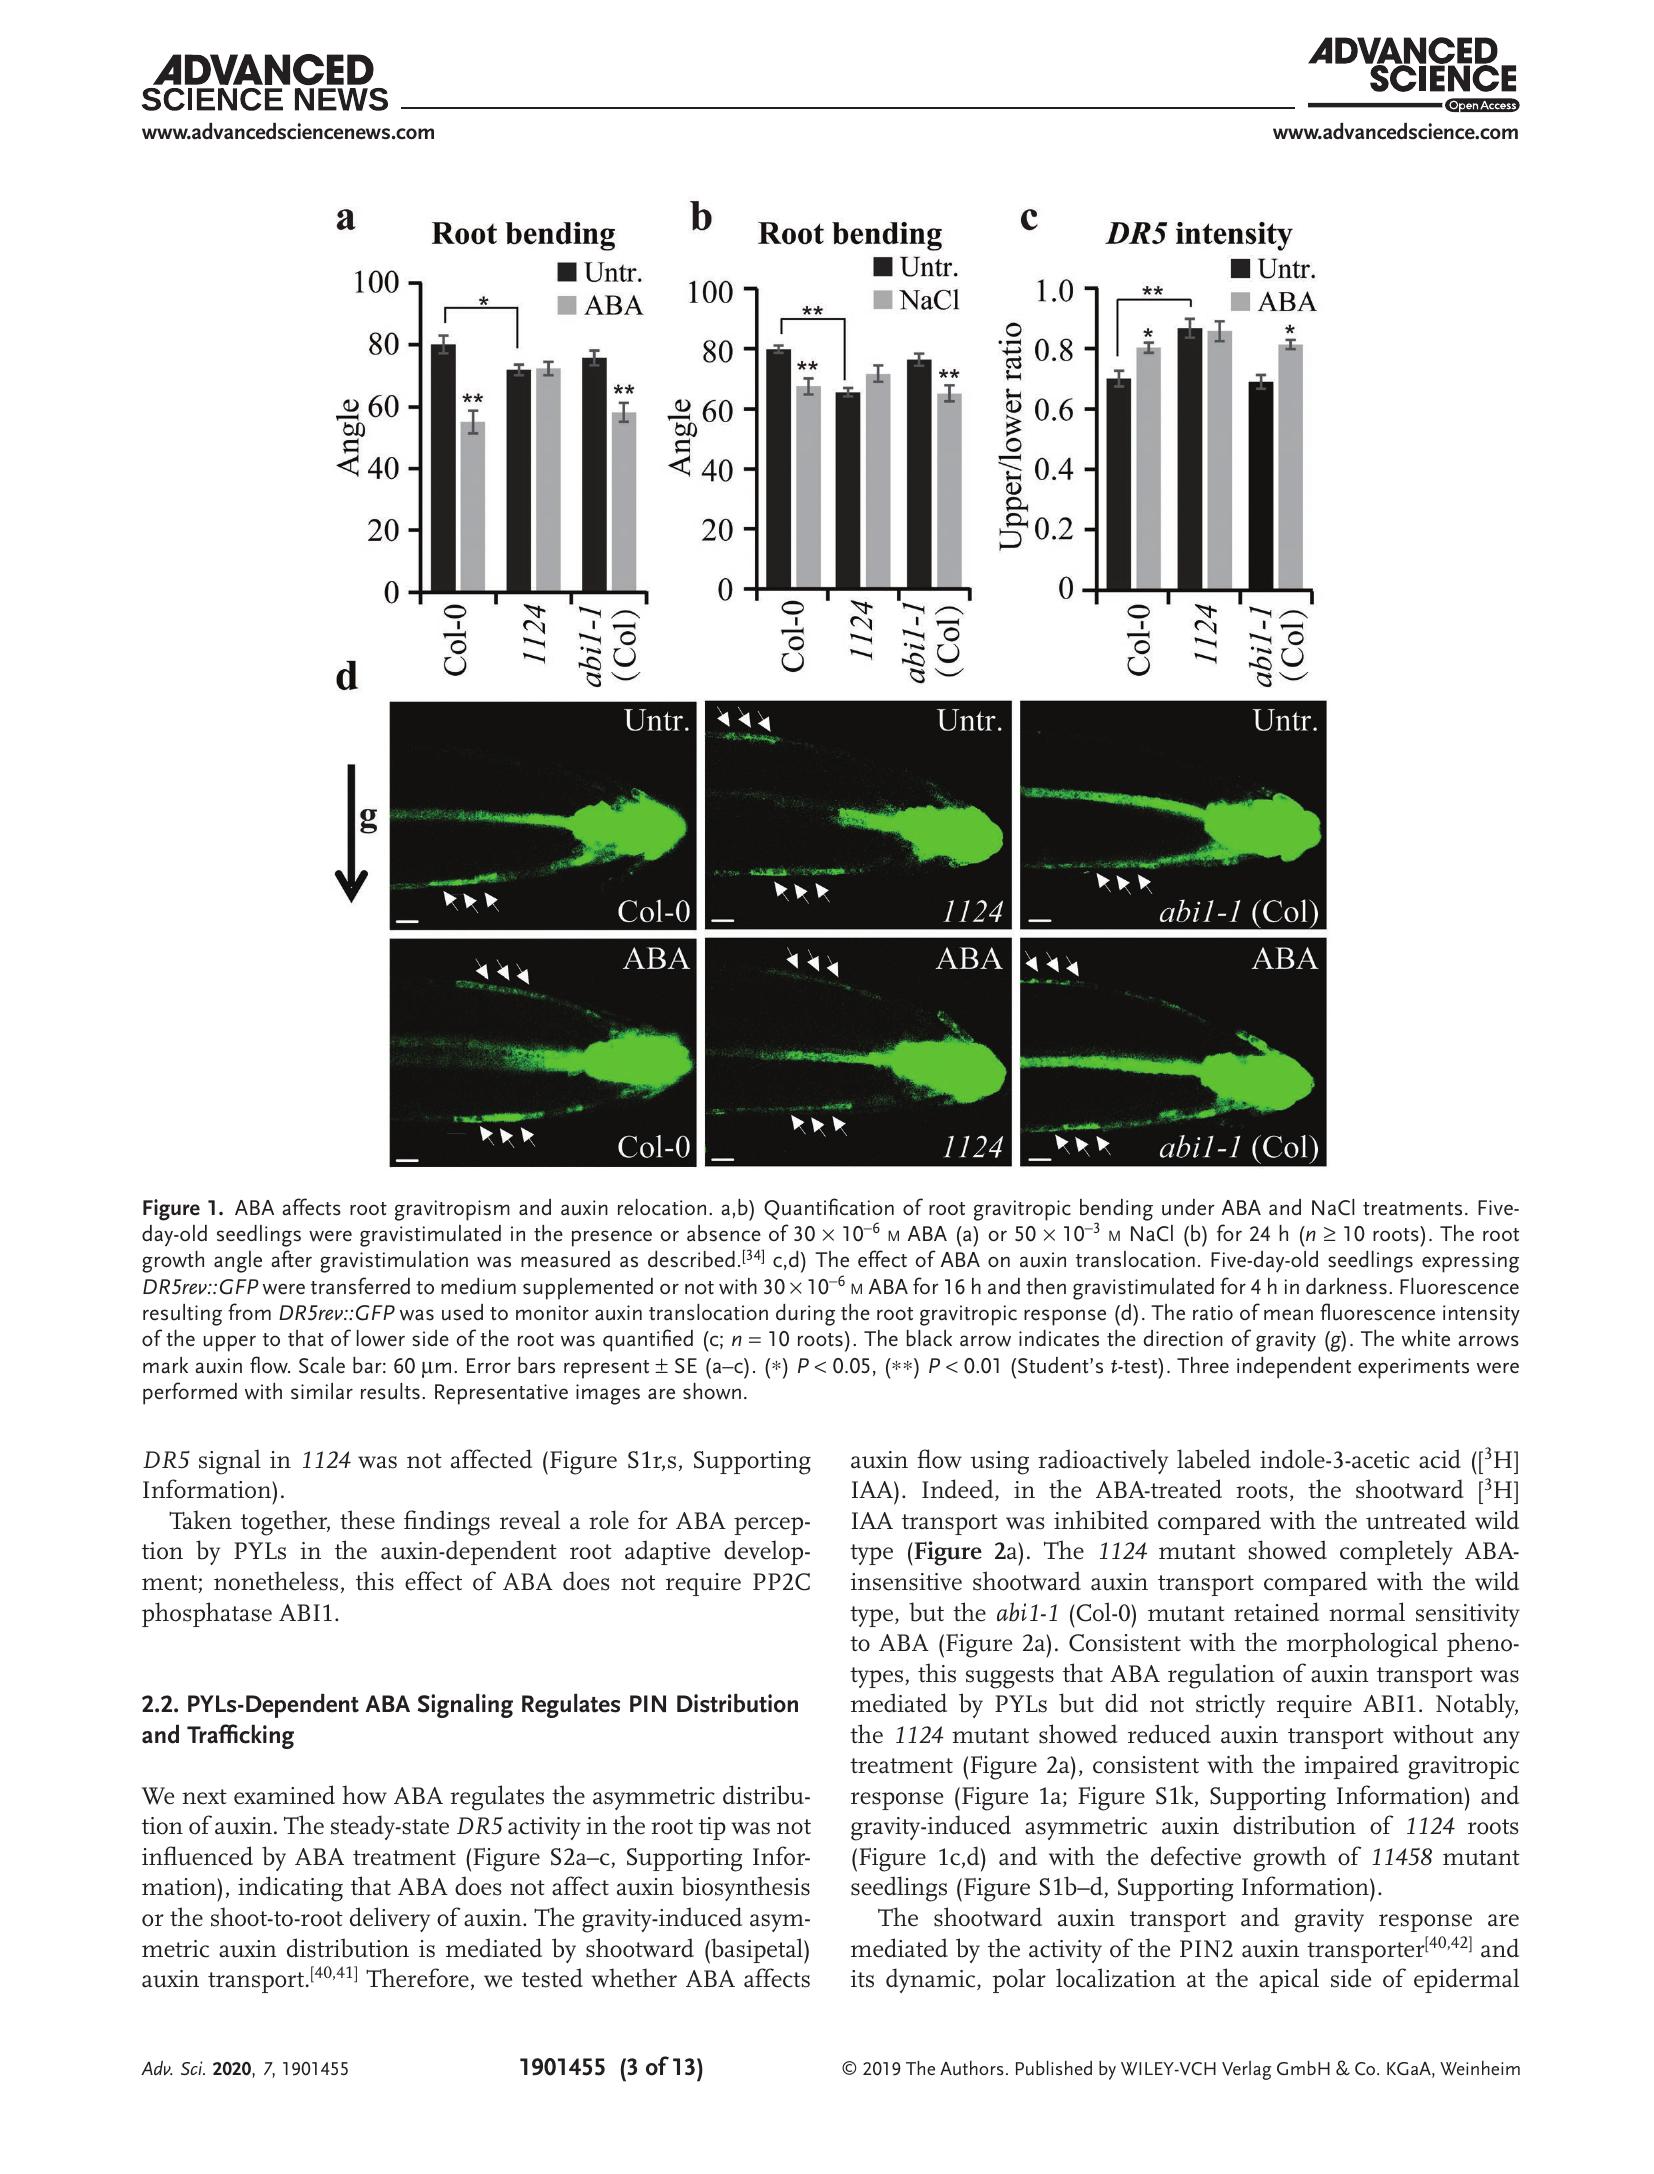 ADVANCED
SCIENCE NEWS
www.advancedsciencenews.com
ADVANCED
SCIENCE
Open Access
www.advancedscience.com
a
Root bending
Untr.
ABA
100
80
60
40
20
0
Angle
*
**
**
Col-0
1124
abi1-1
(Col)
b
Root bending
Untr.
NaCl
100
80
60
40
20
0
Angle
**
**
**
Col-0
1124
abi1-1
(Col)
c
DR5 intensity
Untr.
ABA
1.0
0.8
0.6
0.4
0.2
0
Upper/lower ratio
**
*
*
Col-0
1124
abi1-1
(Col)
d
g
Untr.
Col-0
Untr.
1124
Untr.
abi1-1 (Col)
ABA
Col-0
ABA
1124
ABA
abi1-1 (Col)
Figure 1. ABA affects root gravitropism and auxin relocation. a,b) Quantification of root gravitropic bending under ABA and NaCl treatments. Five-
day-old seedlings were gravistimulated in the presence or absence of 30 × 10⁻⁶ M ABA (a) or 50 × 10⁻³ M NaCl (b) for 24 h (n ≥ 10 roots). The root
growth angle after gravistimulation was measured as described.[34] c,d) The effect of ABA on auxin translocation. Five-day-old seedlings expressing
DR5rev::GFP were transferred to medium supplemented or not with 30 × 10⁻⁶ M ABA for 16 h and then gravistimulated for 4 h in darkness. Fluorescence
resulting from DR5rev::GFP was used to monitor auxin translocation during the root gravitropic response (d). The ratio of mean fluorescence intensity
of the upper to that of lower side of the root was quantified (c; n = 10 roots). The black arrow indicates the direction of gravity (g). The white arrows
mark auxin flow. Scale bar: 60 μm. Error bars represent ± SE (a–c). (*) P < 0.05, (**) P < 0.01 (Student's t-test). Three independent experiments were
performed with similar results. Representative images are shown.
DR5 signal in 1124 was not affected (Figure S1r,s, Supporting
Information).
Taken together, these findings reveal a role for ABA percep-
tion by PYLs in the auxin-dependent root adaptive develop-
ment; nonetheless, this effect of ABA does not require PP2C
phosphatase ABI1.
2.2. PYLs-Dependent ABA Signaling Regulates PIN Distribution
and Trafficking
We next examined how ABA regulates the asymmetric distribu-
tion of auxin. The steady-state DR5 activity in the root tip was not
influenced by ABA treatment (Figure S2a–c, Supporting Infor-
mation), indicating that ABA does not affect auxin biosynthesis
or the shoot-to-root delivery of auxin. The gravity-induced asym-
metric auxin distribution is mediated by shootward (basipetal)
auxin transport.[40,41] Therefore, we tested whether ABA affects
auxin flow using radioactively labeled indole-3-acetic acid ([³H]
IAA). Indeed, in the ABA-treated roots, the shootward [³H]
IAA transport was inhibited compared with the untreated wild
type (Figure 2a). The 1124 mutant showed completely ABA-
insensitive shootward auxin transport compared with the wild
type, but the abi1-1 (Col-0) mutant retained normal sensitivity
to ABA (Figure 2a). Consistent with the morphological pheno-
types, this suggests that ABA regulation of auxin transport was
mediated by PYLs but did not strictly require ABI1. Notably,
the 1124 mutant showed reduced auxin transport without any
treatment (Figure 2a), consistent with the impaired gravitropic
response (Figure 1a; Figure S1k, Supporting Information) and
gravity-induced asymmetric auxin distribution of 1124 roots
(Figure 1c,d) and with the defective growth of 11458 mutant
seedlings (Figure S1b–d, Supporting Information).
The shootward auxin transport and gravity response are
mediated by the activity of the PIN2 auxin transporter[40,42] and
its dynamic, polar localization at the apical side of epidermal
Adv. Sci. 2020, 7, 1901455
1901455 (3 of 13)
© 2019 The Authors. Published by WILEY-VCH Verlag GmbH & Co. KGaA, Weinheim